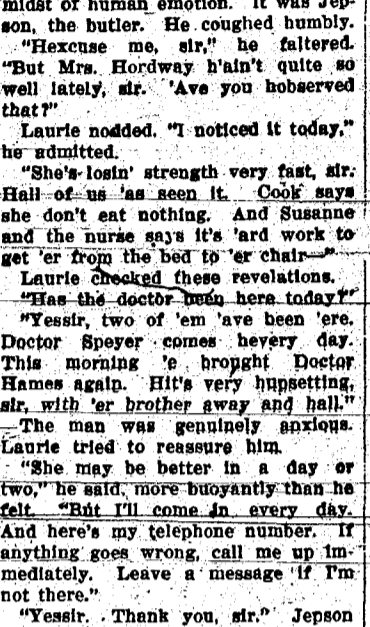 midst of human emotion. It was Jep-
son, the butler. He coughed humbly.
"Hexcuse me, sir," he faltered.
"But Mrs. Hordway h'ain't quite so
well lately, sir. 'Ave you hobserved
that?"
Laurie nodded. "I noticed it today,"
he admitted.
"She's losin' strength very fast, sir.
Hall of us 'as seen it. Cook says
she don't eat nothing. And Susanne
and the nurse says it's 'ard work to
get 'er from the bed to 'er chair—"
Laurie checked these revelations.
"Has the doctor been here today?"
"Yessir, two of 'em 'ave been 'ere.
Doctor Speyer comes hevery day.
This morning 'e brought Doctor
Hames again. Hit's very hupsetting,
sir, with 'er brother away and hall."
The man was genuinely anxious.
Laurie tried to reassure him.
"She may be better in a day or
two," he said, more buoyantly than he
felt. "But I'll come in every day.
And here's my telephone number. If
anything goes wrong, call me up im-
mediately. Leave a message if I'm
not there."
"Yessir. Thank you, sir." Jepson